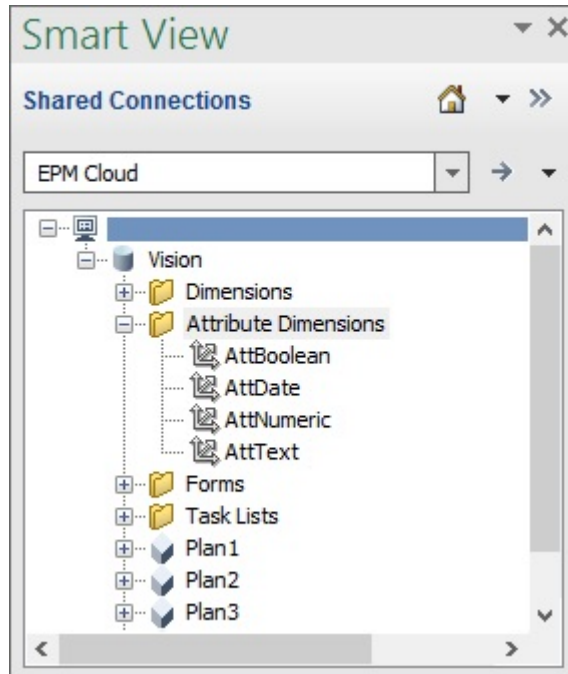 Smart View
Shared Connections
EPM Cloud
Vision
Dimensions
Attribute Dimensions
AttBoolean
AttDate
AttNumeric
AttText
Forms
Task Lists
Plan1
Plan2
Plan3